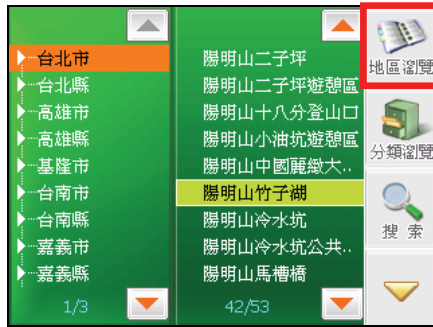 台北市
台北縣
高雄市
高雄縣
基隆市
台南市
台南縣
嘉義市
嘉義縣
1/3
陽明山二子坪
陽明山二子坪遊憩區
陽明山十八分登山口
陽明山小油坑遊憩區
陽明山中國麗緻大..
陽明山竹子湖
陽明山冷水坑
陽明山冷水坑公共..
陽明山馬槽橋
42/53
地區瀏覽
分類瀏覽
搜 索